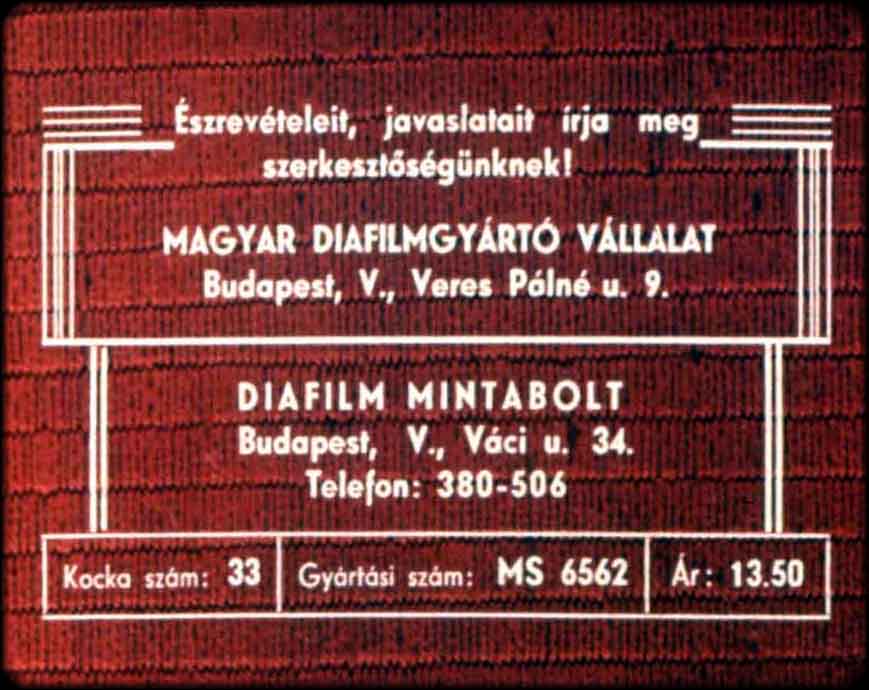 Észrevételeit, javaslatait írja meg
szerkesztőségünknek!
MAGYAR DIAFILMGYÁRTÓ VÁLLALAT
Budapest, V., Veres Pálné u. 9.
DIAFILM MINTABOLT
Budapest, V., Váci u. 34.
Telefon: 380-506
Kocka szám: 33 Gyártási szám: MS 6562 Ár: 13.50